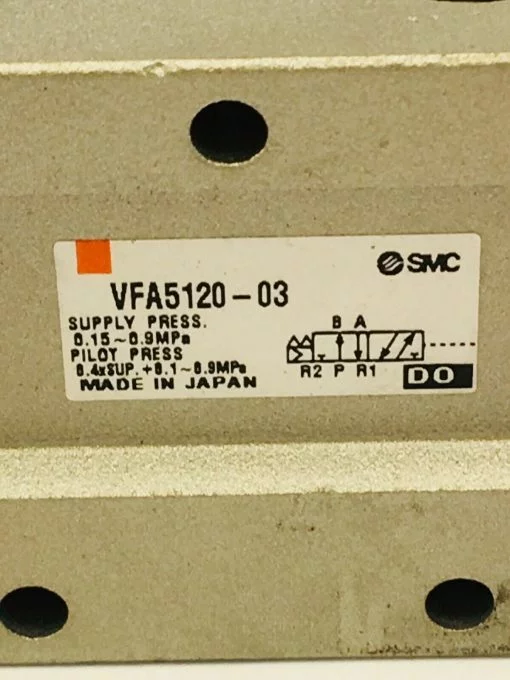 SMC
VFA5120-03
SUPPLY PRESS.
0.15~0.9MPa
PILOT PRESS
0.4xSUP.+0.1~0.9MPa
MADE IN JAPAN
B A
R2 P R1
DO